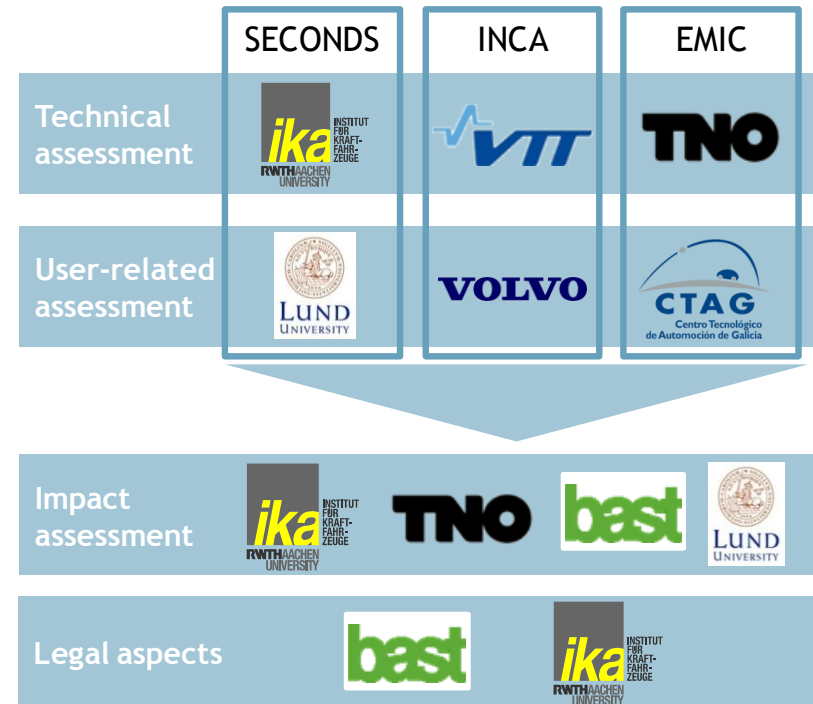 SECONDS INCA EMIC
Technical
assessment
ika
INSTITUT
FÜR
KRAFT-
FAHR-
ZEUGE
RWTHAACHEN
UNIVERSITY
VTT
TNO
User-related
assessment
LUND
UNIVERSITY
VOLVO
CTAG
Centro Tecnológico
de Automoción de Galicia
Impact
assessment
ika
INSTITUT
FÜR
KRAFT-
FAHR-
ZEUGE
RWTHAACHEN
UNIVERSITY
TNO
bast
LUND
UNIVERSITY
Legal aspects
bast
ika
INSTITUT
FÜR
KRAFT-
FAHR-
ZEUGE
RWTHAACHEN
UNIVERSITY